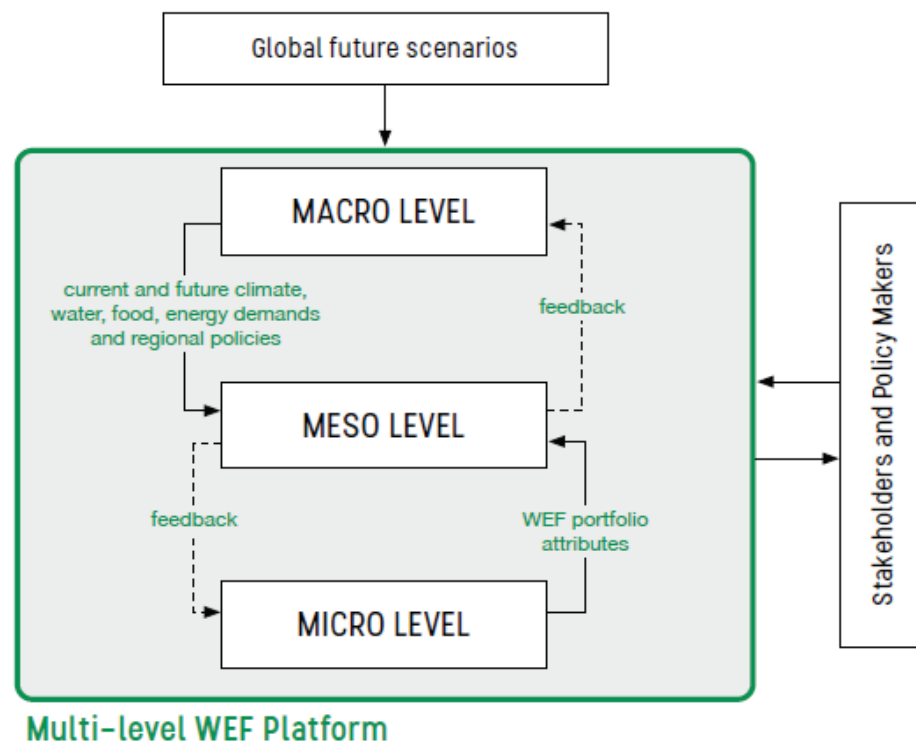 Global future scenarios
MACRO LEVEL
current and future climate,
water, food, energy demands
and regional policies
feedback
MESO LEVEL
feedback
WEF portfolio
attributes
MICRO LEVEL
Stakeholders and Policy Makers
Multi-level WEF Platform